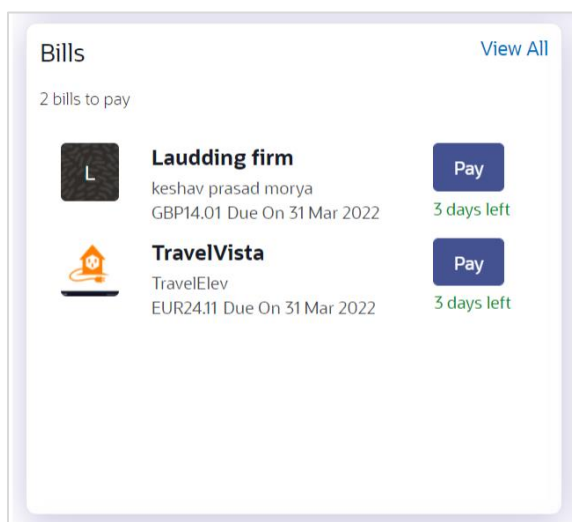 Bills
View All
2 bills to pay
L
Laudding firm
keshav prasad morya
GBP14.01 Due On 31 Mar 2022
Pay
3 days left
TravelVista
TravelElev
EUR24.11 Due On 31 Mar 2022
Pay
3 days left